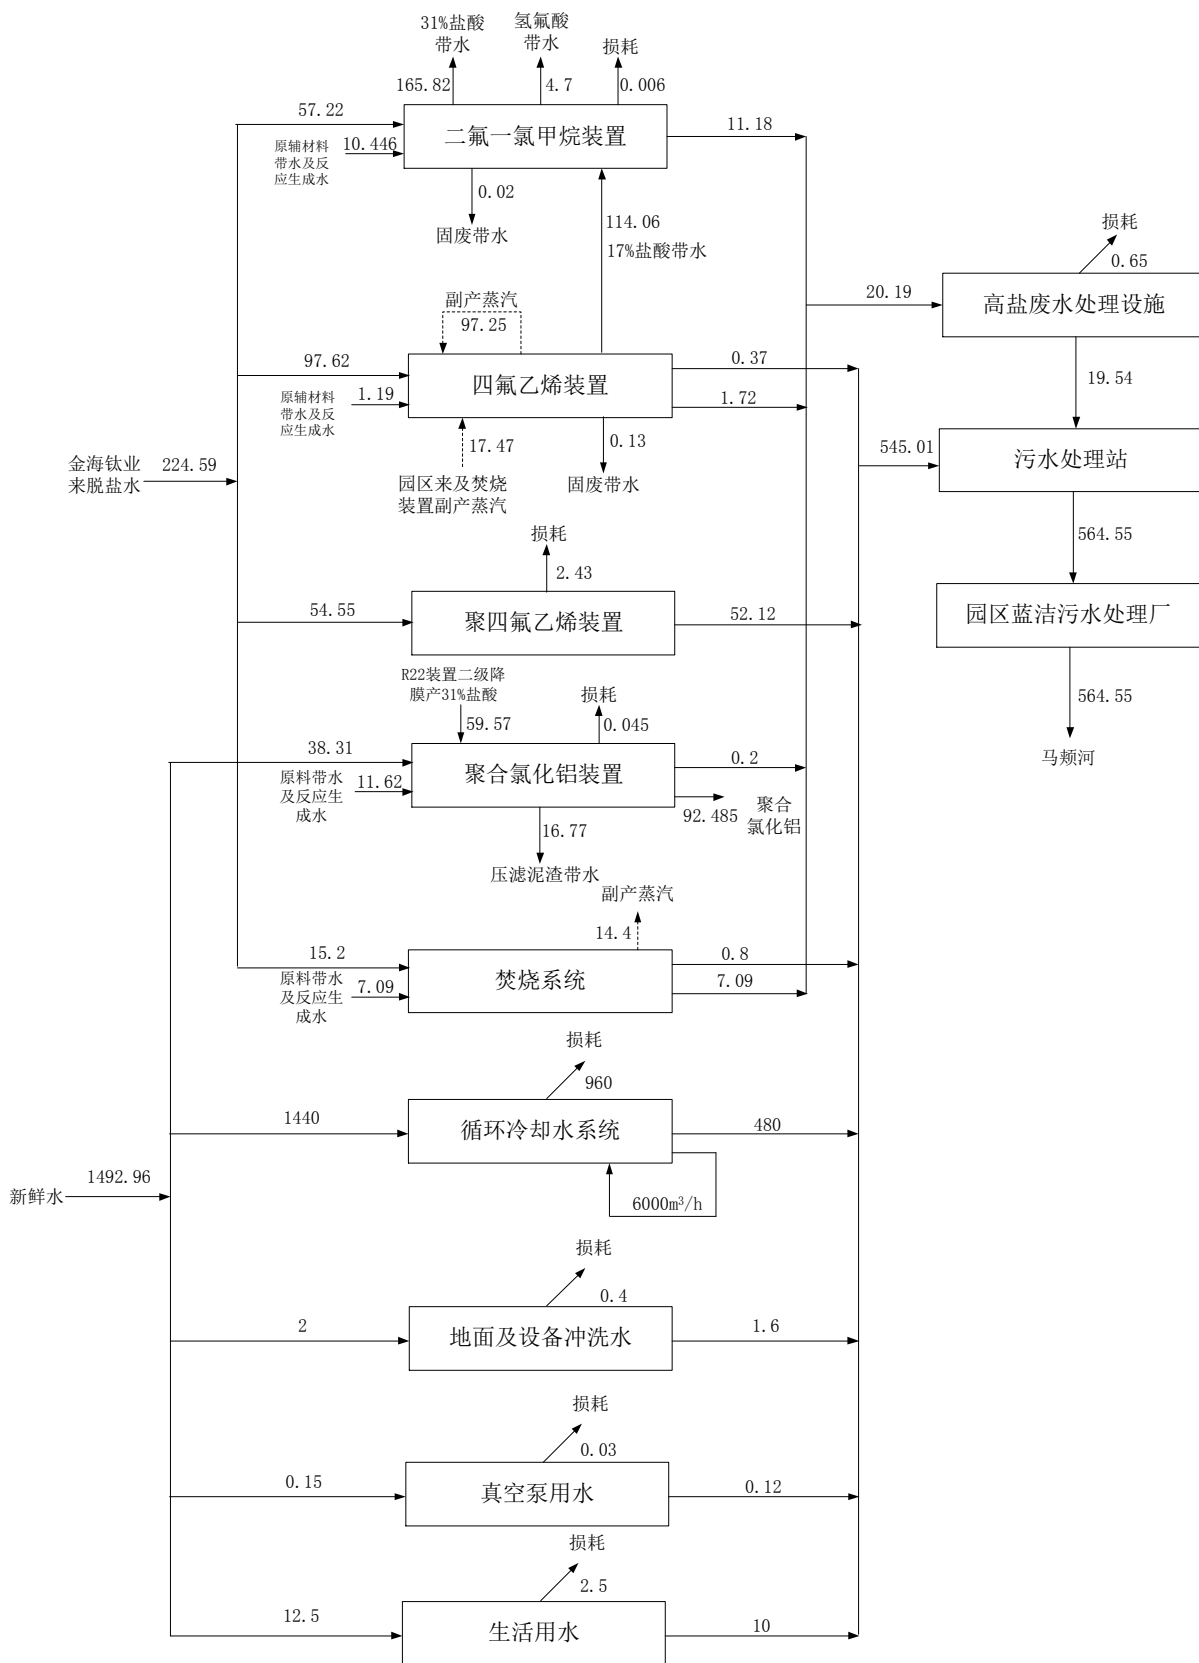 31%盐酸
带水
氢氟酸
带水
损耗
165.82
4.7
0.006
57.22
二氟一氯甲烷装置
11.18
原辅材料
带水及反
应生成水
10.446
0.02
固废带水
114.06
17%盐酸带水
损耗
0.65
20.19
高盐废水处理设施
副产蒸汽
97.25
97.62
四氟乙烯装置
0.37
19.54
原辅材料
带水及反
应生成水
1.19
1.72
17.47
0.13
545.01
污水处理站
金海钛业
来脱盐水
224.59
园区来及焚烧
装置副产蒸汽
固废带水
损耗
2.43
564.55
54.55
聚四氟乙烯装置
52.12
园区蓝洁污水处理厂
R22装置二级降
膜产31%盐酸
59.57
损耗
0.045
564.55
马颊河
38.31
聚合氯化铝装置
0.2
原料带水
及反应生
成水
11.62
92.485
聚合
氯化铝
16.77
压滤泥渣带水
副产蒸汽
14.4
15.2
焚烧系统
0.8
原料带水
及反应生
成水
7.09
7.09
损耗
960
1440
循环冷却水系统
480
新鲜水
1492.96
6000m³/h
损耗
0.4
2
地面及设备冲洗水
1.6
损耗
0.03
0.15
真空泵用水
0.12
损耗
2.5
12.5
生活用水
10